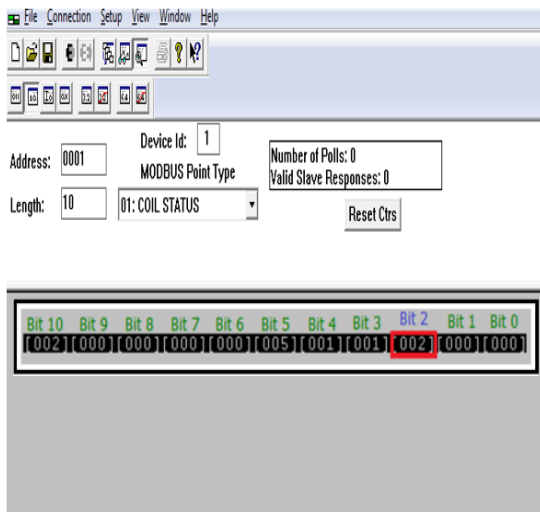 File Connection Setup View Window Help
Device Id: 1
Address: 0001
MODBUS Point Type
Number of Polls: 0
Valid Slave Responses: 0
Length: 10
01: COIL STATUS
Reset Ctrs
Bit 10 Bit 9 Bit 8 Bit 7 Bit 6 Bit 5 Bit 4 Bit 3 Bit 2 Bit 1 Bit 0
[002][000][000][000][000][005][001][001][002][000][000]